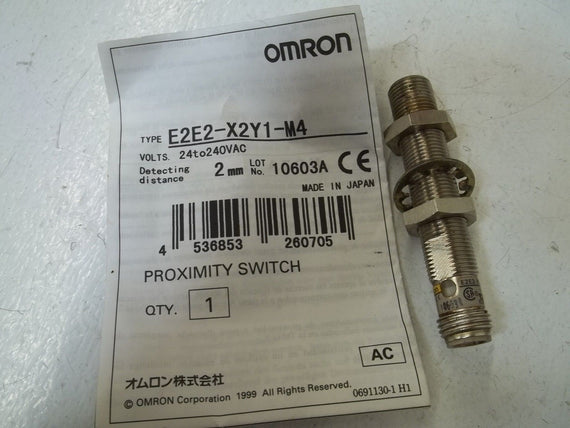 OMRON
TYPE E2E2-X2Y1-M4
VOLTS. 24to240VAC
Detecting distance 2mm LOT No. 10603A CE
MADE IN JAPAN
4 536853 260705
PROXIMITY SWITCH
QTY. 1
AC
オムロン株式会社
© OMRON Corporation 1999 All Rights Reserved.
0691130-1 H1